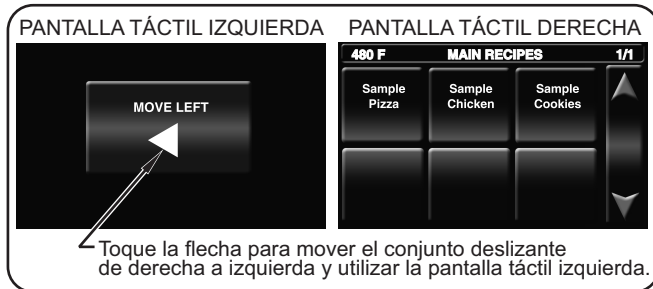 PANTALLA TÁCTIL IZQUIERDA
PANTALLA TÁCTIL DERECHA
MOVE LEFT
480 F MAIN RECIPES 1/1
Sample Pizza
Sample Chicken
Sample Cookies
Toque la flecha para mover el conjunto deslizante
de derecha a izquierda y utilizar la pantalla táctil izquierda.